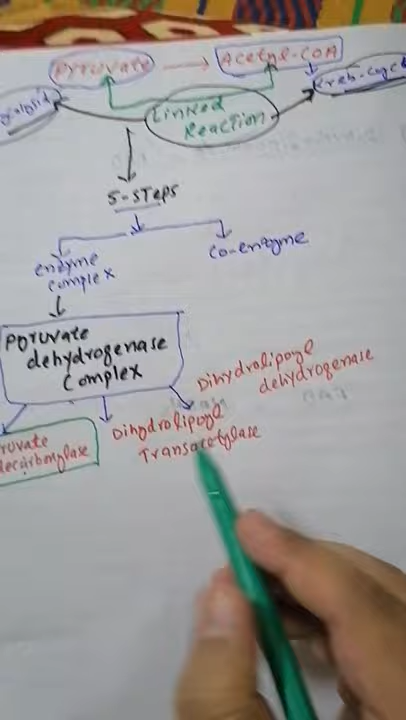 Pyruvate → Acetyl-COA
Linked
Reaction
5-STEPS
enzyme
complex
Co-enzyme
pyruvate
dehydrogenase
Complex
Dihydrolipoyl
dehydrogenase
Dihydrolipoyl
Transacetylase